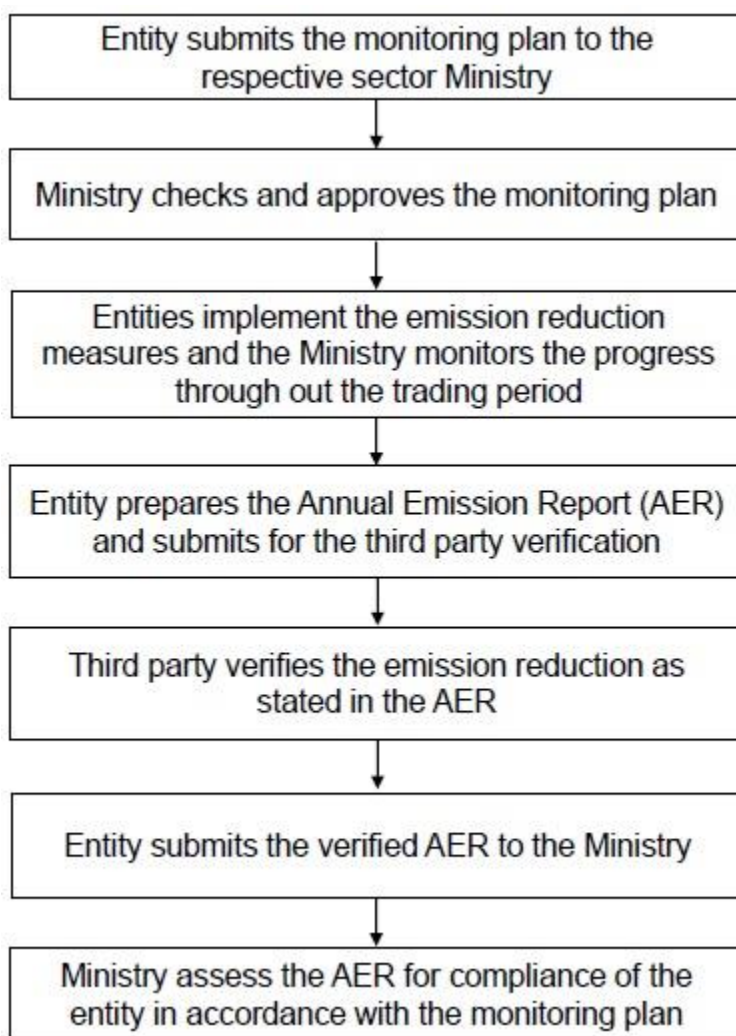 Entity submits the monitoring plan to the
respective sector Ministry
Ministry checks and approves the monitoring plan
Entities implement the emission reduction
measures and the Ministry monitors the progress
through out the trading period
Entity prepares the Annual Emission Report (AER)
and submits for the third party verification
Third party verifies the emission reduction as
stated in the AER
Entity submits the verified AER to the Ministry
Ministry assess the AER for compliance of the
entity in accordance with the monitoring plan